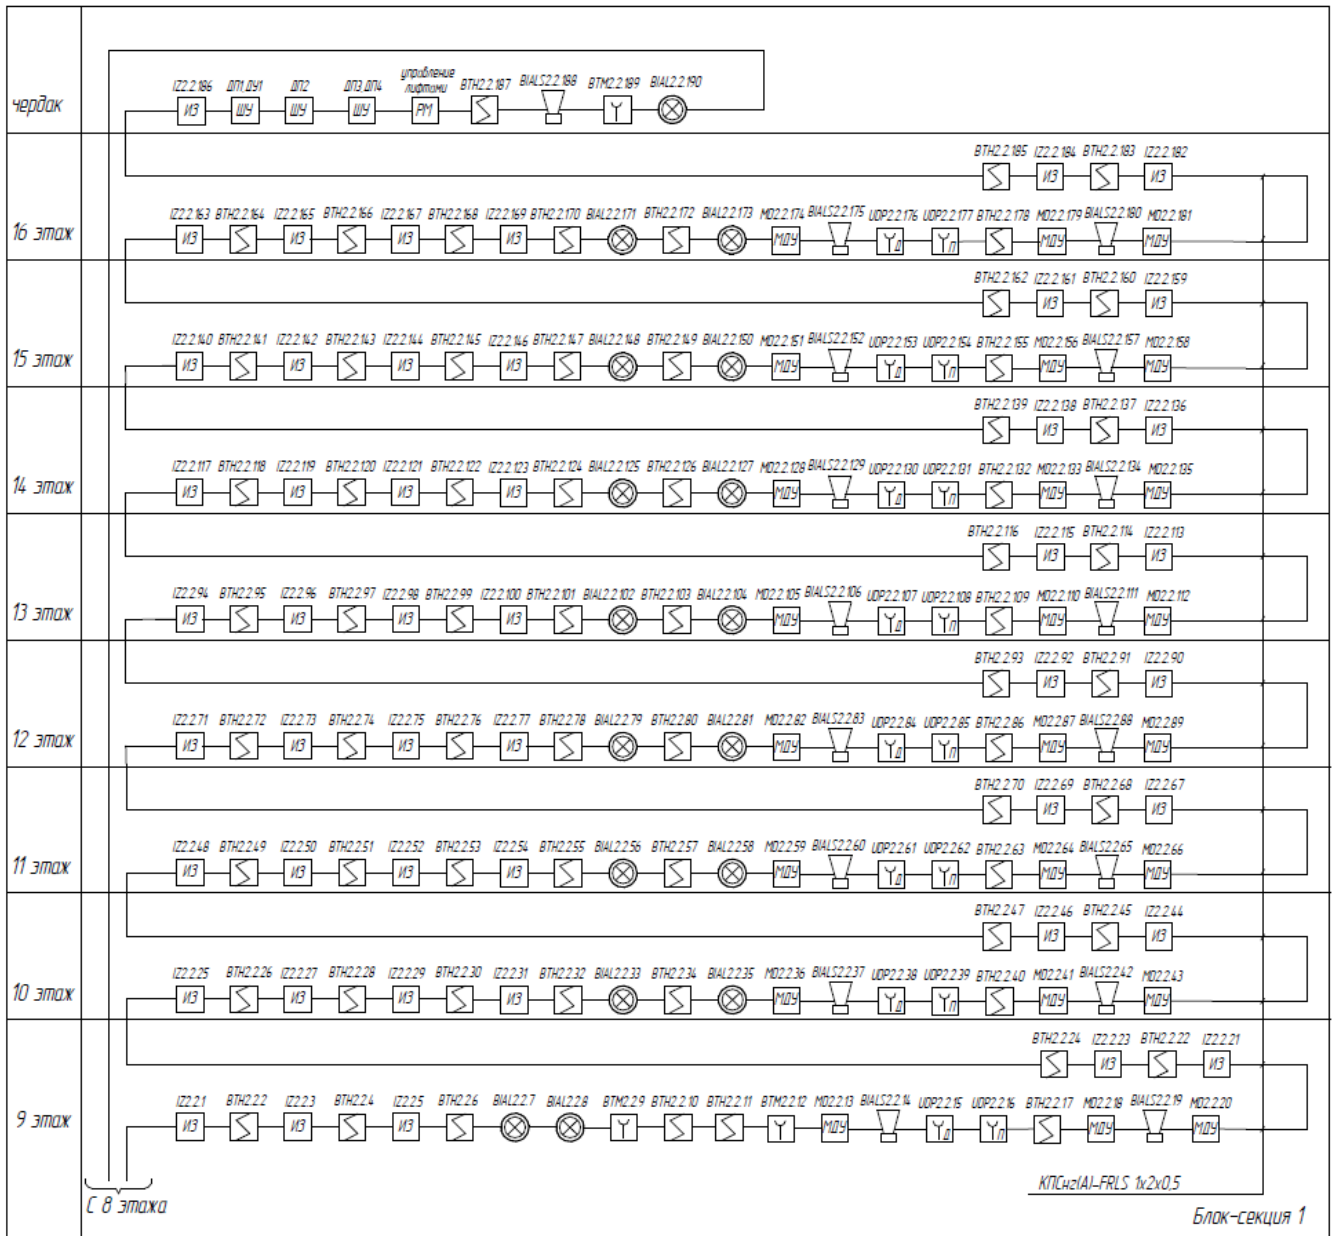 IZ2.2.186 ДП1,ДУ1 ДП2 ДП3,ДП4 управление лифтами BTH2.2.187 BIALS2.2.188 BTM2.2.189 BIAL2.2.190
чердак ИЗ ШУ ШУ ШУ РМ
BTH2.2.185 IZ2.2.184 BTH2.2.183 IZ2.2.182
ИЗ ИЗ
IZ2.2.163 BTH2.2.164 IZ2.2.165 BTH2.2.166 IZ2.2.167 BTH2.2.168 IZ2.2.169 BTH2.2.170 BIAL2.2.171 BTH2.2.172 BIAL2.2.173 MD2.2.174 BIALS2.2.175 UDP2.2.176 UDP2.2.177 BTH2.2.178 MD2.2.179 BIALS2.2.180 MD2.2.181
16 этаж ИЗ ИЗ ИЗ ИЗ МДУ Д П МДУ МДУ
BTH2.2.162 IZ2.2.161 BTH2.2.160 IZ2.2.159
ИЗ ИЗ
IZ2.2.140 BTH2.2.141 IZ2.2.142 BTH2.2.143 IZ2.2.144 BTH2.2.145 IZ2.2.146 BTH2.2.147 BIAL2.2.148 BTH2.2.149 BIAL2.2.150 MD2.2.151 BIALS2.2.152 UDP2.2.153 UDP2.2.154 BTH2.2.155 MD2.2.156 BIALS2.2.157 MD2.2.158
15 этаж ИЗ ИЗ ИЗ ИЗ МДУ Д П МДУ МДУ
BTH2.2.139 IZ2.2.138 BTH2.2.137 IZ2.2.136
ИЗ ИЗ
IZ2.2.117 BTH2.2.118 IZ2.2.119 BTH2.2.120 IZ2.2.121 BTH2.2.122 IZ2.2.123 BTH2.2.124 BIAL2.2.125 BTH2.2.126 BIAL2.2.127 MD2.2.128 BIALS2.2.129 UDP2.2.130 UDP2.2.131 BTH2.2.132 MD2.2.133 BIALS2.2.134 MD2.2.135
14 этаж ИЗ ИЗ ИЗ ИЗ МДУ Д П МДУ МДУ
BTH2.2.116 IZ2.2.115 BTH2.2.114 IZ2.2.113
ИЗ ИЗ
IZ2.2.94 BTH2.2.95 IZ2.2.96 BTH2.2.97 IZ2.2.98 BTH2.2.99 IZ2.2.100 BTH2.2.101 BIAL2.2.102 BTH2.2.103 BIAL2.2.104 MD2.2.105 BIALS2.2.106 UDP2.2.107 UDP2.2.108 BTH2.2.109 MD2.2.110 BIALS2.2.111 MD2.2.112
13 этаж ИЗ ИЗ ИЗ ИЗ МДУ Д П МДУ МДУ
BTH2.2.93 IZ2.2.92 BTH2.2.91 IZ2.2.90
ИЗ ИЗ
IZ2.2.71 BTH2.2.72 IZ2.2.73 BTH2.2.74 IZ2.2.75 BTH2.2.76 IZ2.2.77 BTH2.2.78 BIAL2.2.79 BTH2.2.80 BIAL2.2.81 MD2.2.82 BIALS2.2.83 UDP2.2.84 UDP2.2.85 BTH2.2.86 MD2.2.87 BIALS2.2.88 MD2.2.89
12 этаж ИЗ ИЗ ИЗ ИЗ МДУ Д П МДУ МДУ
BTH2.2.70 IZ2.2.69 BTH2.2.68 IZ2.2.67
ИЗ ИЗ
IZ2.2.48 BTH2.2.49 IZ2.2.50 BTH2.2.51 IZ2.2.52 BTH2.2.53 IZ2.2.54 BTH2.2.55 BIAL2.2.56 BTH2.2.57 BIAL2.2.58 MD2.2.59 BIALS2.2.60 UDP2.2.61 UDP2.2.62 BTH2.2.63 MD2.2.64 BIALS2.2.65 MD2.2.66
11 этаж ИЗ ИЗ ИЗ ИЗ МДУ Д П МДУ МДУ
BTH2.2.47 IZ2.2.46 BTH2.2.45 IZ2.2.44
ИЗ ИЗ
IZ2.2.25 BTH2.2.26 IZ2.2.27 BTH2.2.28 IZ2.2.29 BTH2.2.30 IZ2.2.31 BTH2.2.32 BIAL2.2.33 BTH2.2.34 BIAL2.2.35 MD2.2.36 BIALS2.2.37 UDP2.2.38 UDP2.2.39 BTH2.2.40 MD2.2.41 BIALS2.2.42 MD2.2.43
10 этаж ИЗ ИЗ ИЗ ИЗ МДУ Д П МДУ МДУ
BTH2.2.24 IZ2.2.23 BTH2.2.22 IZ2.2.21
ИЗ ИЗ
IZ2.2.1 BTH2.2.2 IZ2.2.3 BTH2.2.4 IZ2.2.5 BTH2.2.6 BIAL2.2.7 BIAL2.2.8 BTM2.2.9 BTH2.2.10 BTH2.2.11 BTM2.2.12 MD2.2.13 BIALS2.2.14 UDP2.2.15 UDP2.2.16 BTH2.2.17 MD2.2.18 BIALS2.2.19 MD2.2.20
9 этаж ИЗ ИЗ ИЗ МДУ Д П МДУ МДУ
С 8 этажа
КПСнг(А)-FRLS 1x2x0,5
Блок-секция 1